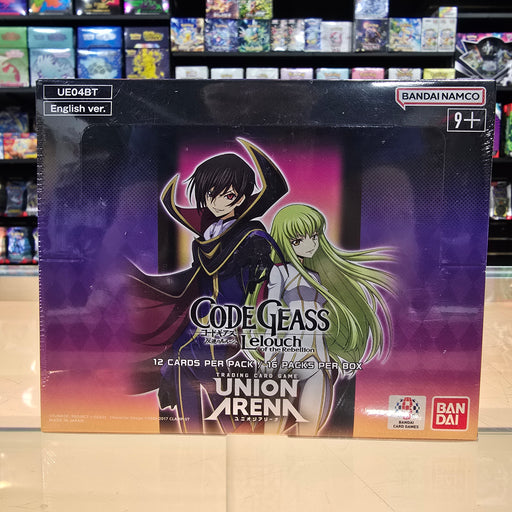 UE04BT
English ver.
BANDAI NAMCO
9+
CODE GEASS
コードギアス
反逆のルルーシュ
Lelouch
of the Rebellion
12 CARDS PER PACK / 16 PACKS PER BOX
TRADING CARD GAME
UNION
ARENA
ユニオンアリーナ
MADE IN JAPAN
BANDAI
CARD GAMES
BAN
DAI